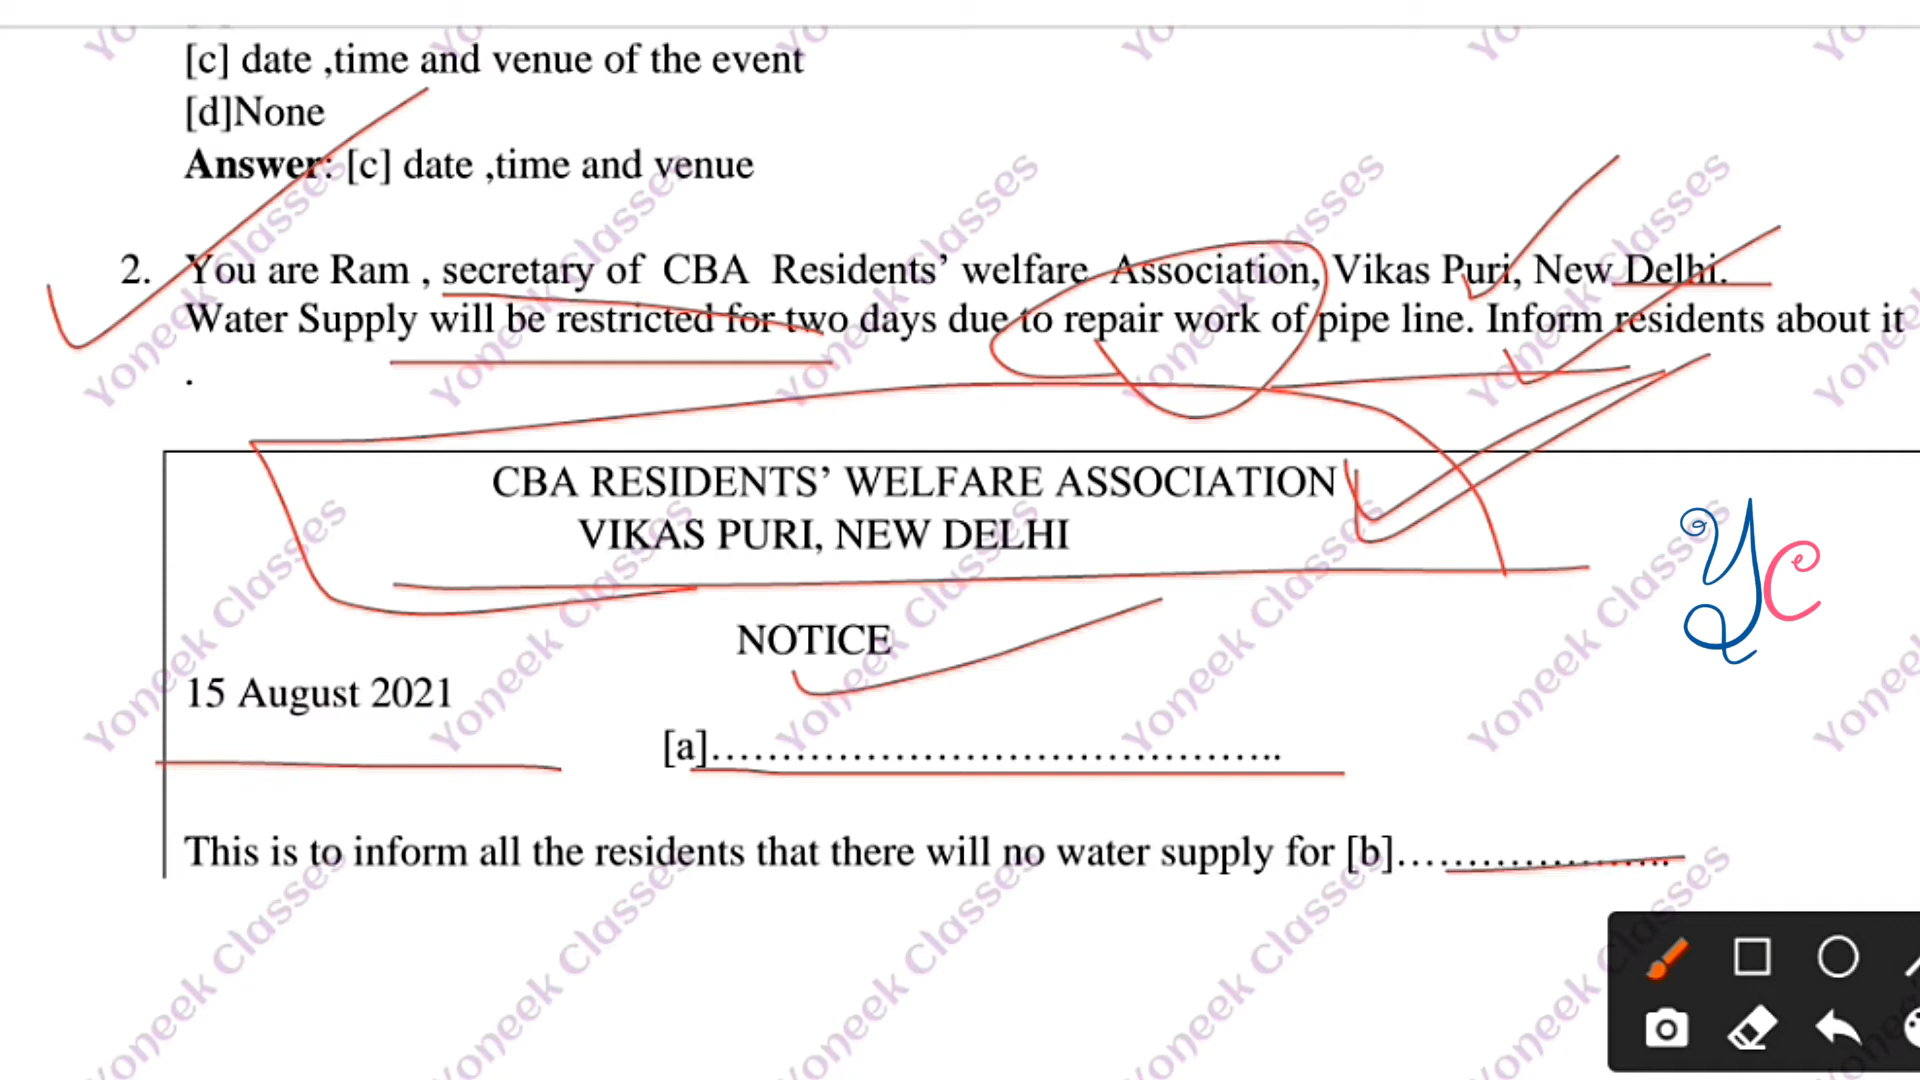 [c] date ,time and venue of the event
[d]None
Answer: [c] date ,time and venue
2. You are Ram , secretary of CBA Residents’ welfare Association, Vikas Puri, New Delhi.
Water Supply will be restricted for two days due to repair work of pipe line. Inform residents about it
.
CBA RESIDENTS’ WELFARE ASSOCIATION
VIKAS PURI, NEW DELHI
YC
NOTICE
15 August 2021
[a]……………………………………..
This is to inform all the residents that there will no water supply for [b]………………..
Yoneek Classes